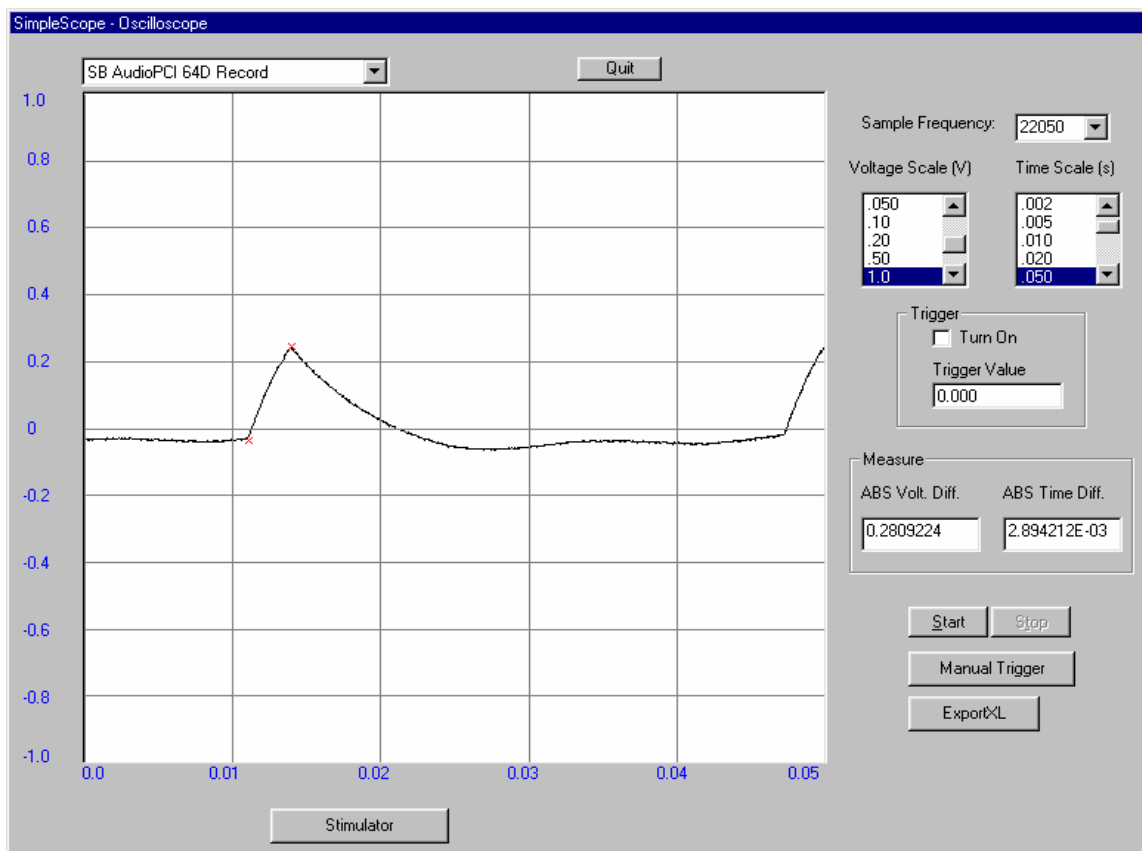 SimpleScope - Oscilloscope
SB AudioPCI 64D Record
Quit
1.0
0.8
0.6
0.4
0.2
0
-0.2
-0.4
-0.6
-0.8
-1.0
0.0 0.01 0.02 0.03 0.04 0.05
Stimulator
Sample Frequency: 22050
Voltage Scale (V) Time Scale (s)
.050 .002
.10 .005
.20 .010
.50 .020
1.0 .050
Trigger
Turn On
Trigger Value
0.000
Measure
ABS Volt. Diff. ABS Time Diff.
0.2809224 2.894212E-03
Start Stop
Manual Trigger
ExportXL